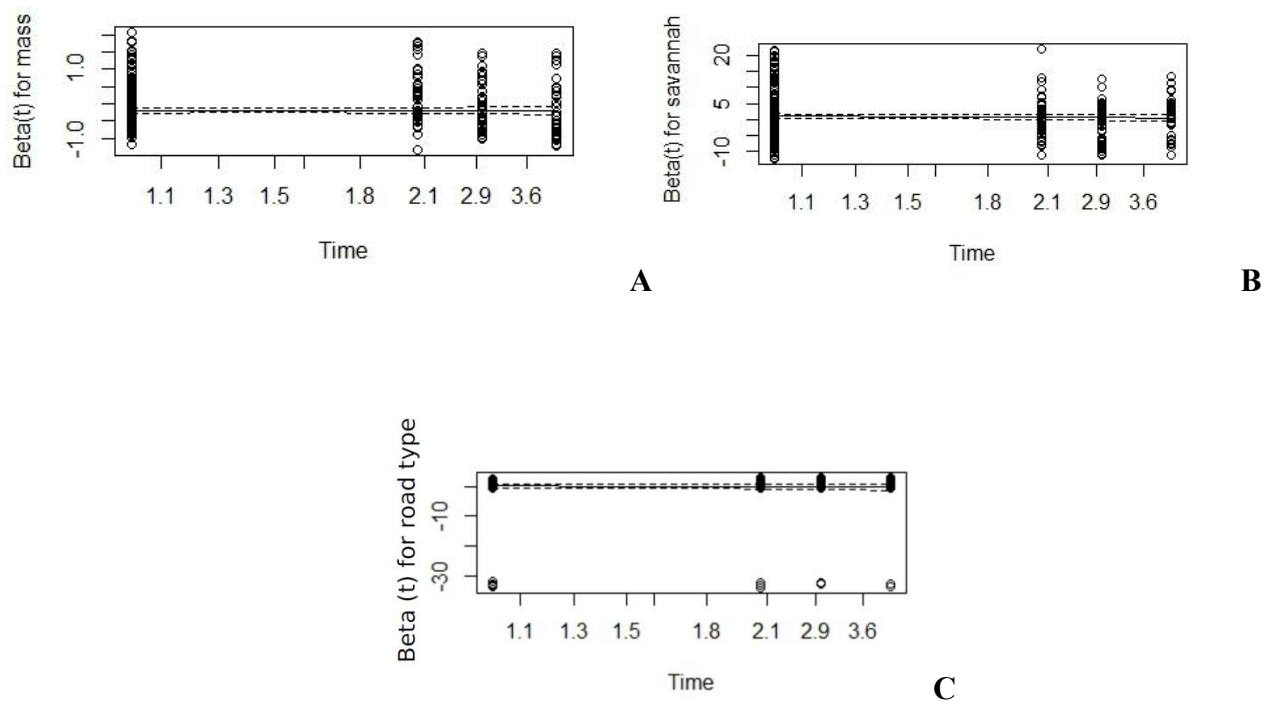 Beta(t) for mass
1.0
-1.0
1.1 1.3 1.5 1.8 2.1 2.9 3.6
Time
A
Beta(t) for savannah
20
5
-10
1.1 1.3 1.5 1.8 2.1 2.9 3.6
Time
B
Beta (t) for road type
-10
-30
1.1 1.3 1.5 1.8 2.1 2.9 3.6
Time
C